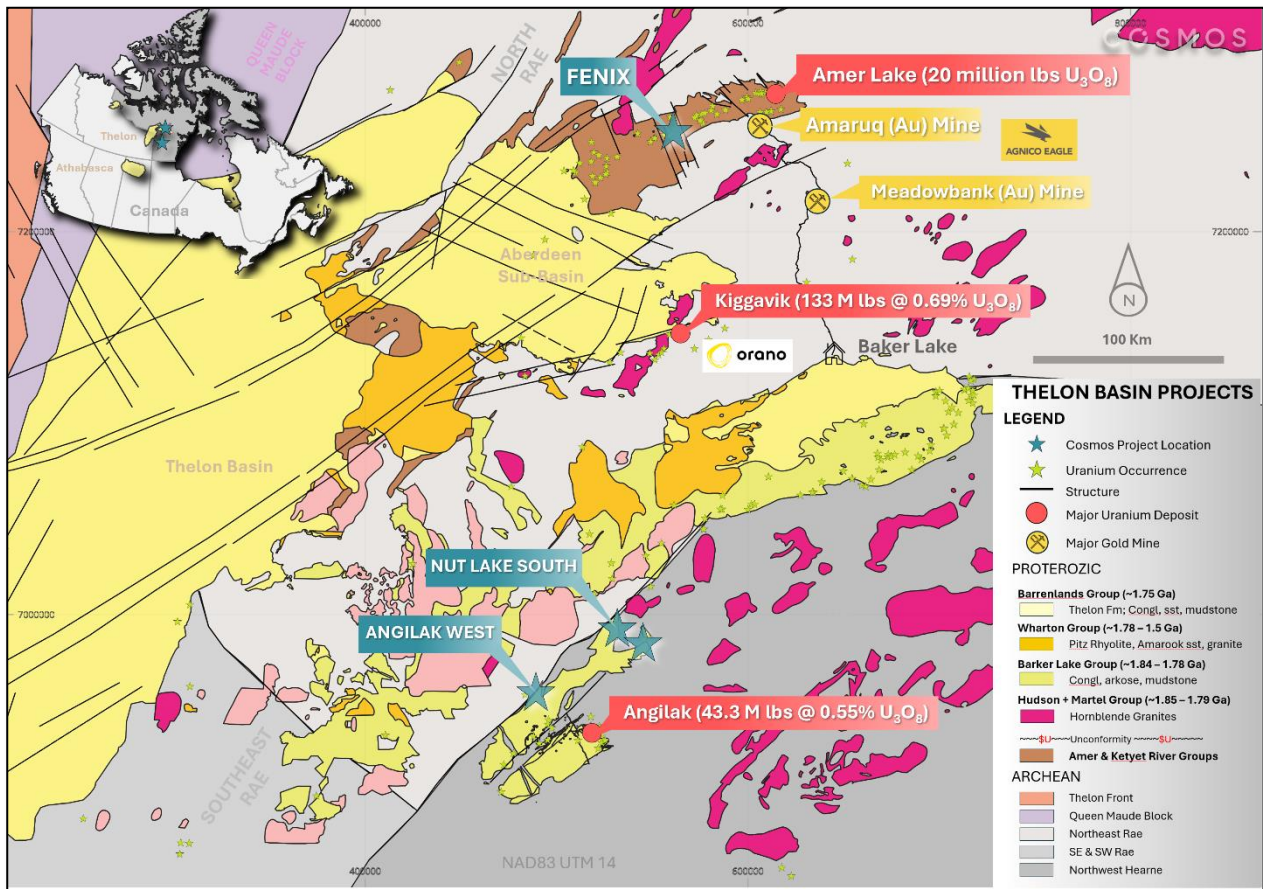 400000
600000
800000
COSMOS
QUEEN
MAUDE
BLOCK
NORTH
RAE
FENIX
Amer Lake (20 million lbs U₃O₈)
Amaruq (Au) Mine
AGNICO EAGLE
Meadowbank (Au) Mine
Thelon
Athabasca
Canada
7200000
7200000
Aberdeen
Sub-Basin
Kiggavik (133 M lbs @ 0.69% U₃O₈)
orano
Baker Lake
N
100 Km
Thelon Basin
NUT LAKE SOUTH
7000000
ANGILAK WEST
Angilak (43.3 M lbs @ 0.55% U₃O₈)
SOUTHEAST
RAE
NAD83 UTM 14
400000
600000
THELON BASIN PROJECTS
LEGEND
Cosmos Project Location
Uranium Occurrence
Structure
Major Uranium Deposit
Major Gold Mine
PROTEROZIC
Barrenlands Group (~1.75 Ga)
Thelon Fm; Congl, sst, mudstone
Wharton Group (~1.78 – 1.5 Ga)
Pitz Rhyolite, Amarook sst, granite
Barker Lake Group (~1.84 – 1.78 Ga)
Congl, arkose, mudstone
Hudson + Martel Group (~1.85 – 1.79 Ga)
Hornblende Granites
~~~$U~~~Unconformity ~~~~$U~~~~~
Amer & Ketyet River Groups
ARCHEAN
Thelon Front
Queen Maude Block
Northeast Rae
SE & SW Rae
Northwest Hearne